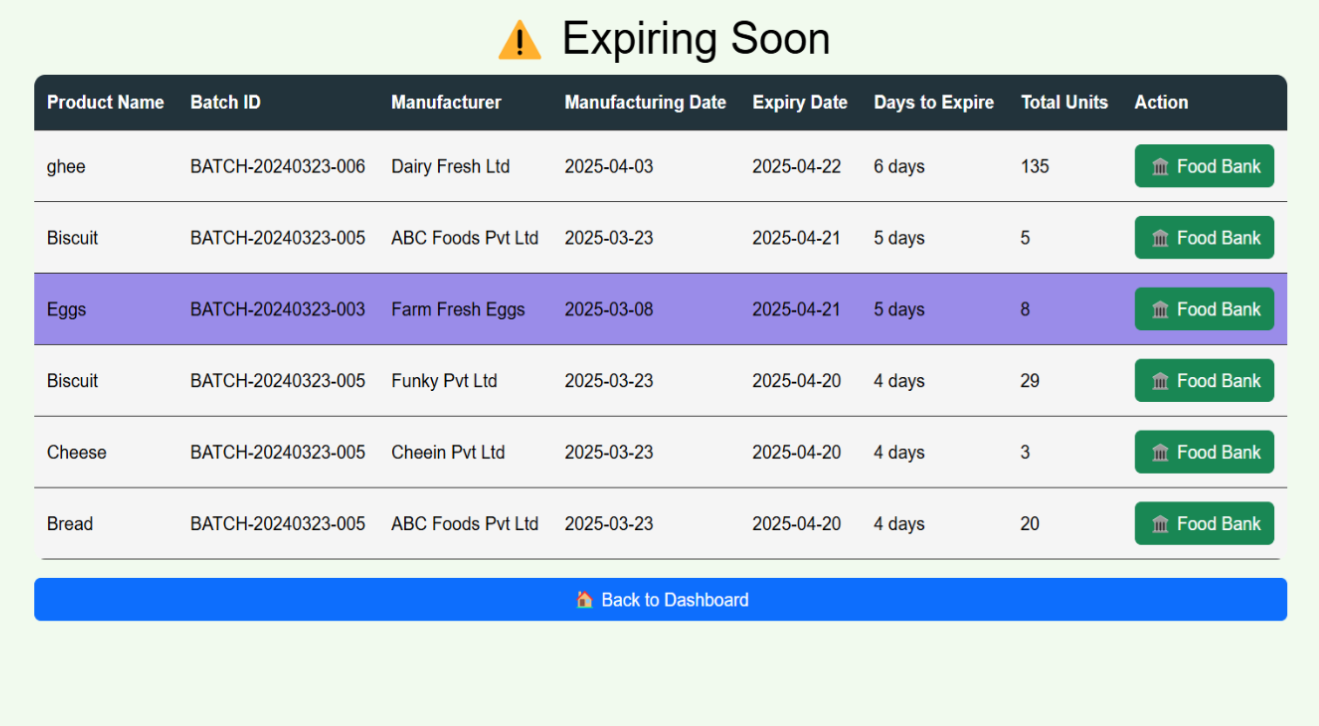 Expiring Soon
Product Name Batch ID Manufacturer Manufacturing Date Expiry Date Days to Expire Total Units Action
ghee BATCH-20240323-006 Dairy Fresh Ltd 2025-04-03 2025-04-22 6 days 135 Food Bank
Biscuit BATCH-20240323-005 ABC Foods Pvt Ltd 2025-03-23 2025-04-21 5 days 5 Food Bank
Eggs BATCH-20240323-003 Farm Fresh Eggs 2025-03-08 2025-04-21 5 days 8 Food Bank
Biscuit BATCH-20240323-005 Funky Pvt Ltd 2025-03-23 2025-04-20 4 days 29 Food Bank
Cheese BATCH-20240323-005 Cheein Pvt Ltd 2025-03-23 2025-04-20 4 days 3 Food Bank
Bread BATCH-20240323-005 ABC Foods Pvt Ltd 2025-03-23 2025-04-20 4 days 20 Food Bank
Back to Dashboard